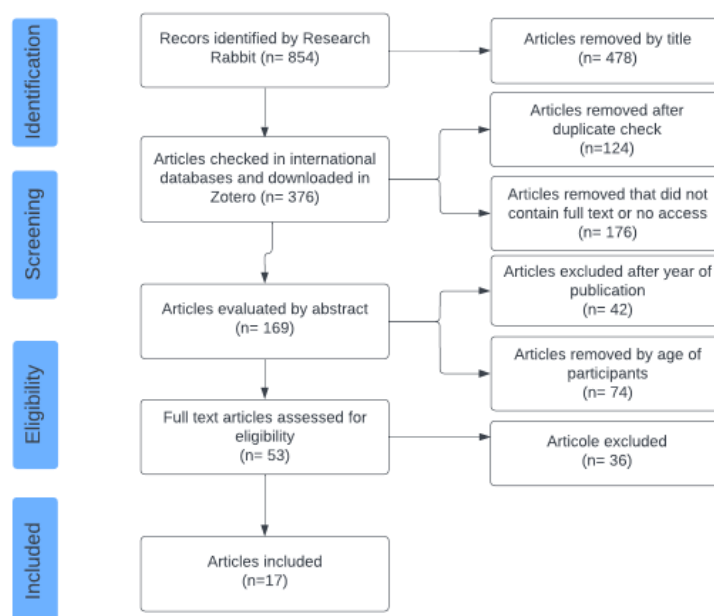 Identification
Recors identified by Research
Rabbit (n= 854)
Articles removed by title
(n= 478)
Articles removed after
duplicate check
(n=124)
Screening
Articles checked in international
databases and downloaded in
Zotero (n= 376)
Articles removed that did not
contain full text or no access
(n= 176)
Articles evaluated by abstract
(n= 169)
Articles excluded after year of
publication
(n= 42)
Articles removed by age of
participants
(n= 74)
Eligibility
Full text articles assessed for
eligibility
(n= 53)
Articole excluded
(n= 36)
Included
Articles included
(n=17)